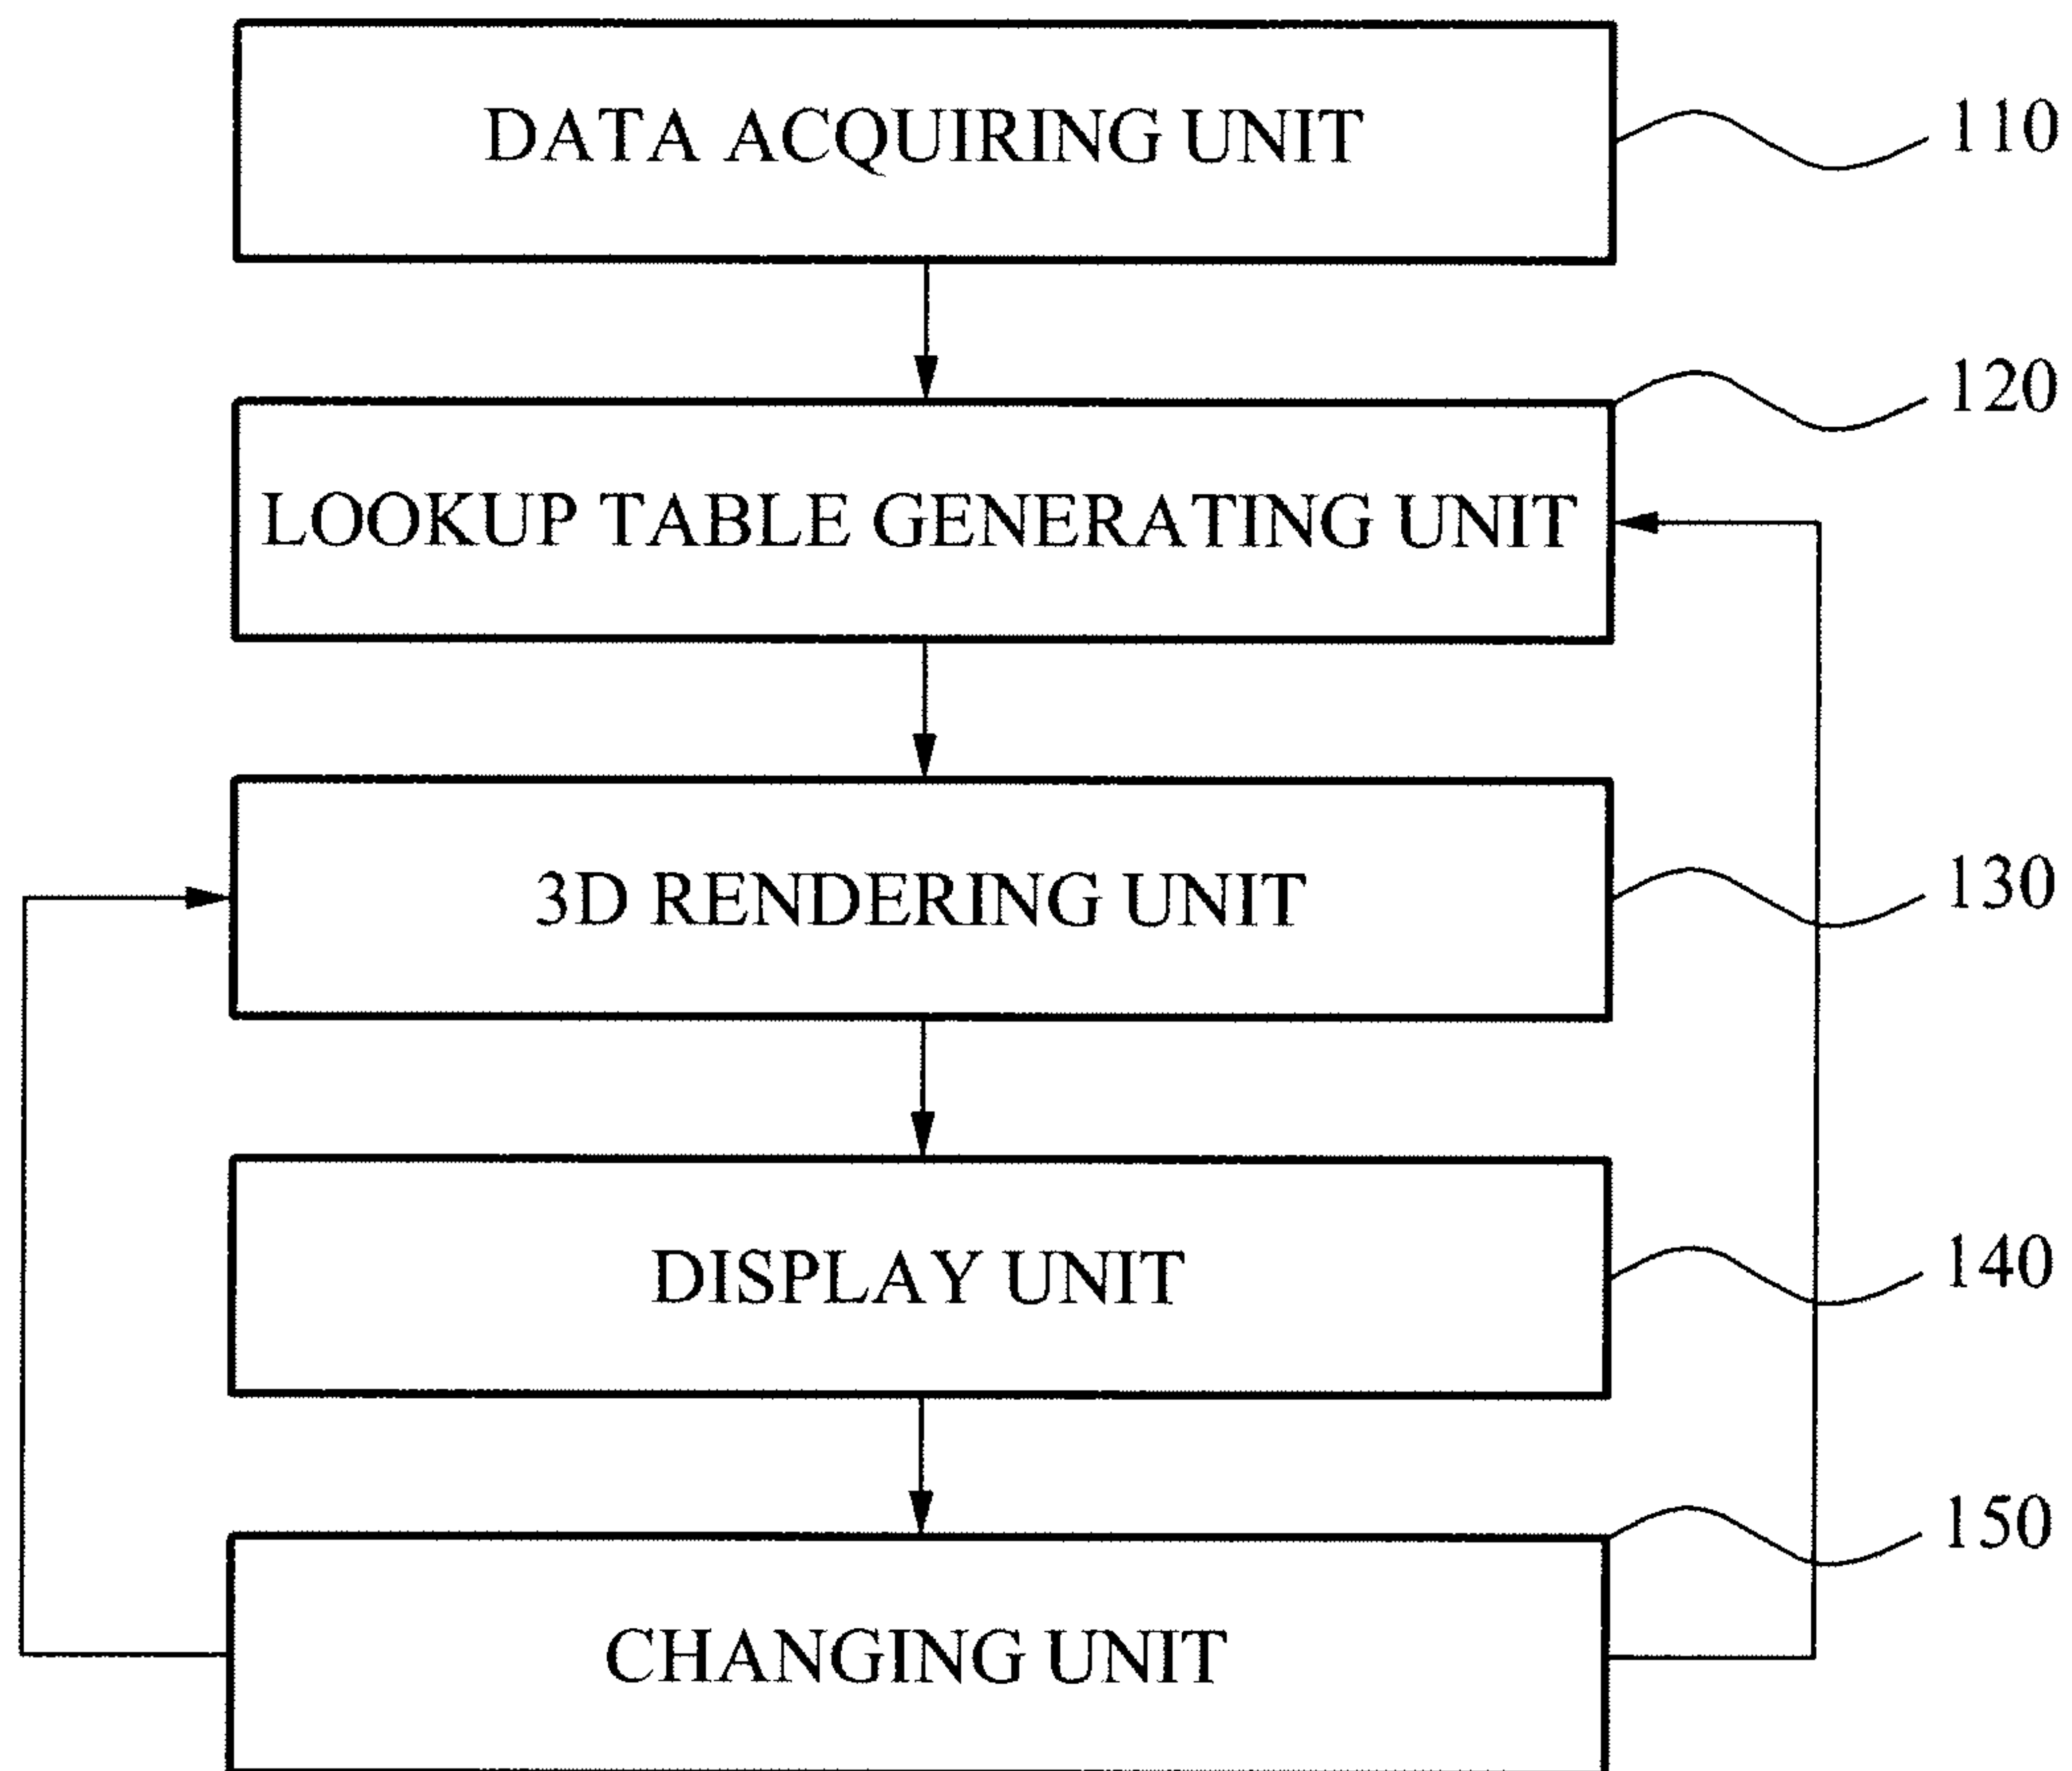 DATA ACQUIRING UNIT
110
120
LOOKUP TABLE GENERATING UNIT
3D RENDERING UNIT
130
DISPLAY UNIT
140
150
CHANGING UNIT